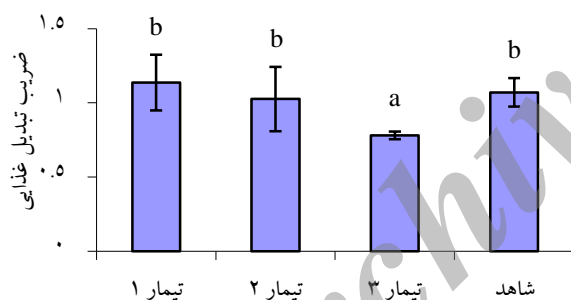 ضریب تبدیل غذایی
۱.۵
۱
۰.۵
۰
b
b
a
b
تیمار ۱
تیمار ۲
تیمار ۳
شاهد